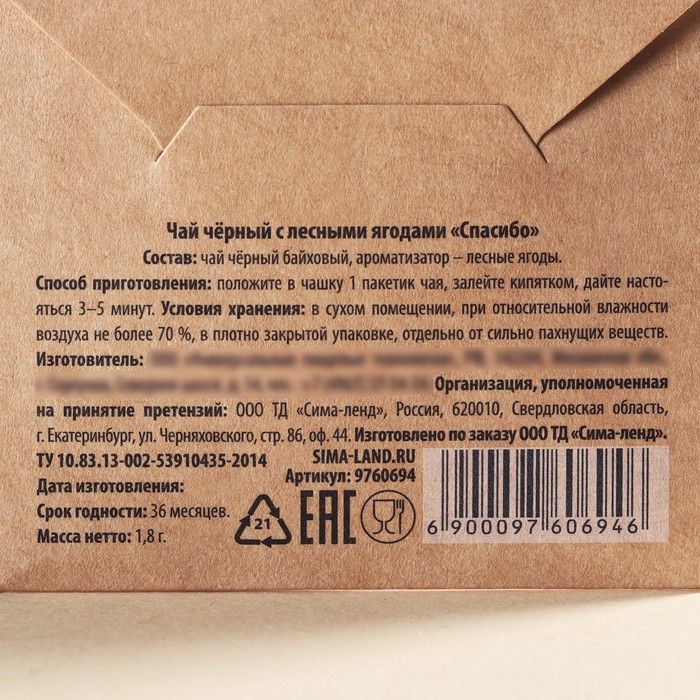 Чай чёрный с лесными ягодами «Спасибо»
Состав: чай чёрный байховый, ароматизатор – лесные ягоды.
Способ приготовления: положите в чашку 1 пакетик чая, залейте кипятком, дайте насто-
яться 3–5 минут. Условия хранения: в сухом помещении, при относительной влажности
воздуха не более 70 %, в плотно закрытой упаковке, отдельно от сильно пахнущих веществ.
Изготовитель:
Организация, уполномоченная
на принятие претензий: ООО ТД «Сима-ленд», Россия, 620010, Свердловская область,
г. Екатеринбург, ул. Черняховского, стр. 86, оф. 44. Изготовлено по заказу ООО ТД «Сима-ленд».
ТУ 10.83.13-002-53910435-2014
SIMA-LAND.RU
Артикул: 9760694
Дата изготовления:
Срок годности: 36 месяцев.
Масса нетто: 1,8 г.
21
EAC
6 900097 606946